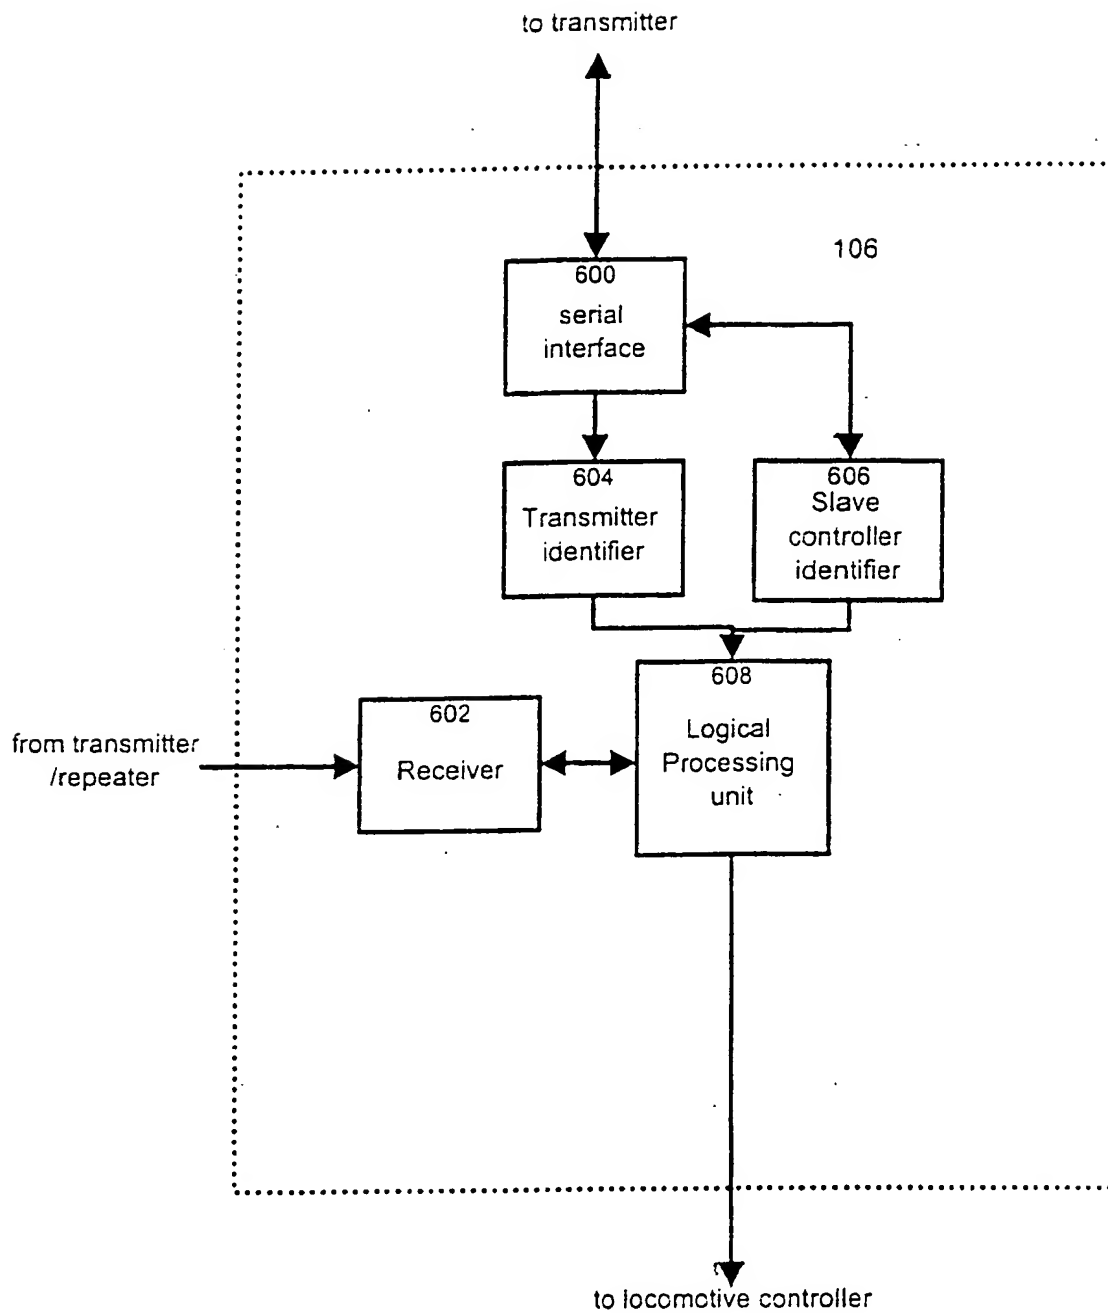 to transmitter
106
600
serial
interface
604
Transmitter
identifier
606
Slave
controller
identifier
608
Logical
Processing
unit
602
Receiver
from transmitter
/repeater
to locomotive controller